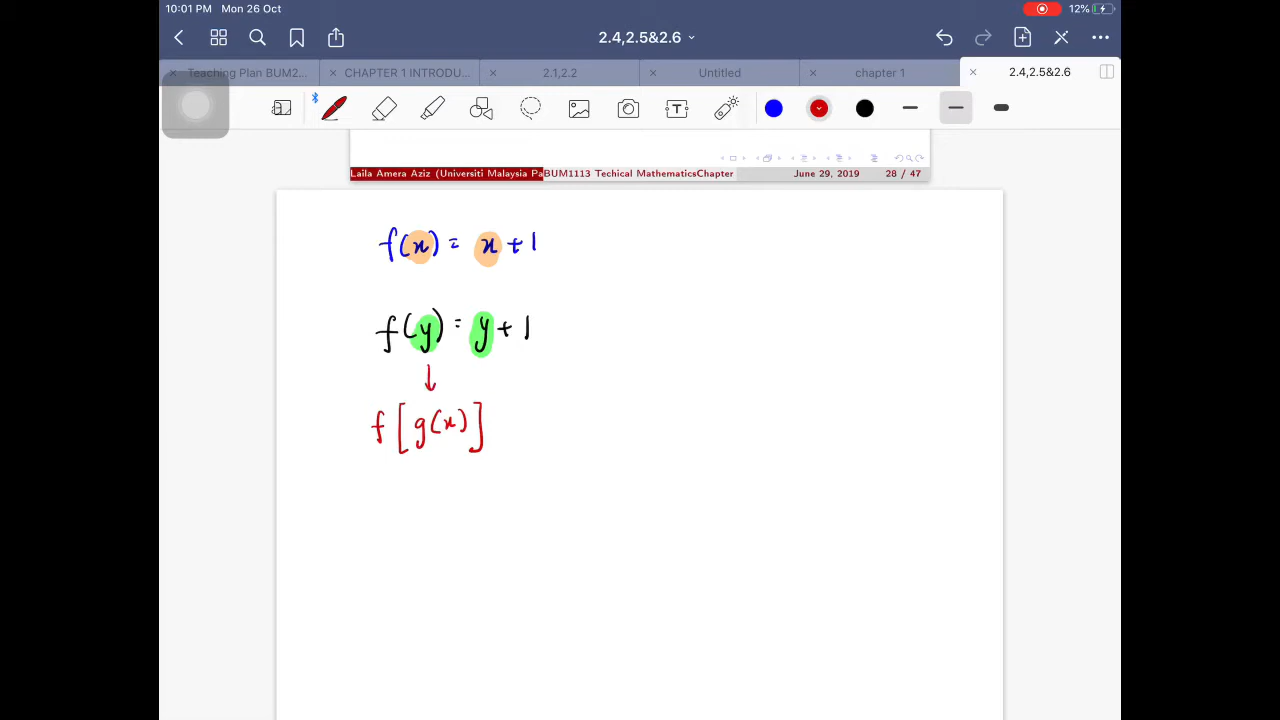 10:01 PM Mon 26 Oct 12%
2.4,2.5&2.6
Teaching Plan BUM2... CHAPTER 1 INTRODU... 2.1,2.2 Untitled chapter 1 2.4,2.5&2.6
Laila Amera Aziz (Universiti Malaysia Pa BUM1113 Techical MathematicsChapter June 29, 2019 28 / 47
f(x) = x + 1
f(y) = y + 1
↓
f[g(x)]